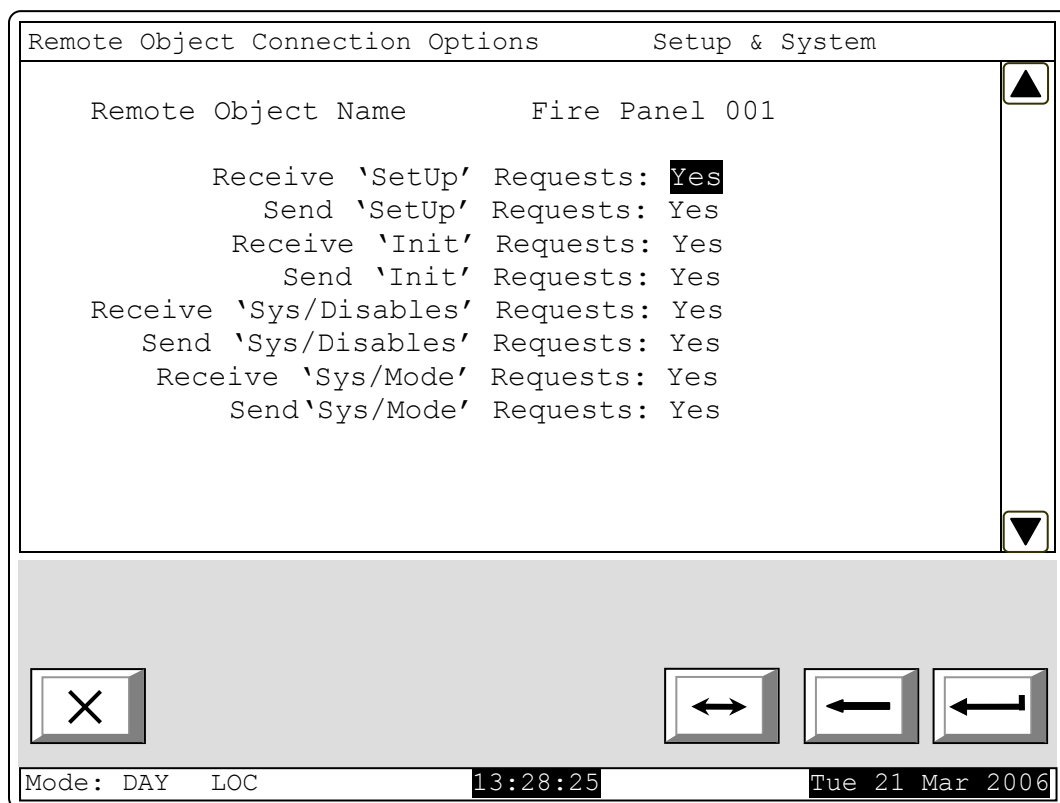 Remote Object Connection Options Setup & System
Remote Object Name Fire Panel 001
Receive ‘SetUp’ Requests: Yes
Send ‘SetUp’ Requests: Yes
Receive ‘Init’ Requests: Yes
Send ‘Init’ Requests: Yes
Receive ‘Sys/Disables’ Requests: Yes
Send ‘Sys/Disables’ Requests: Yes
Receive ‘Sys/Mode’ Requests: Yes
Send‘Sys/Mode’ Requests: Yes
Mode: DAY LOC 13:28:25 Tue 21 Mar 2006